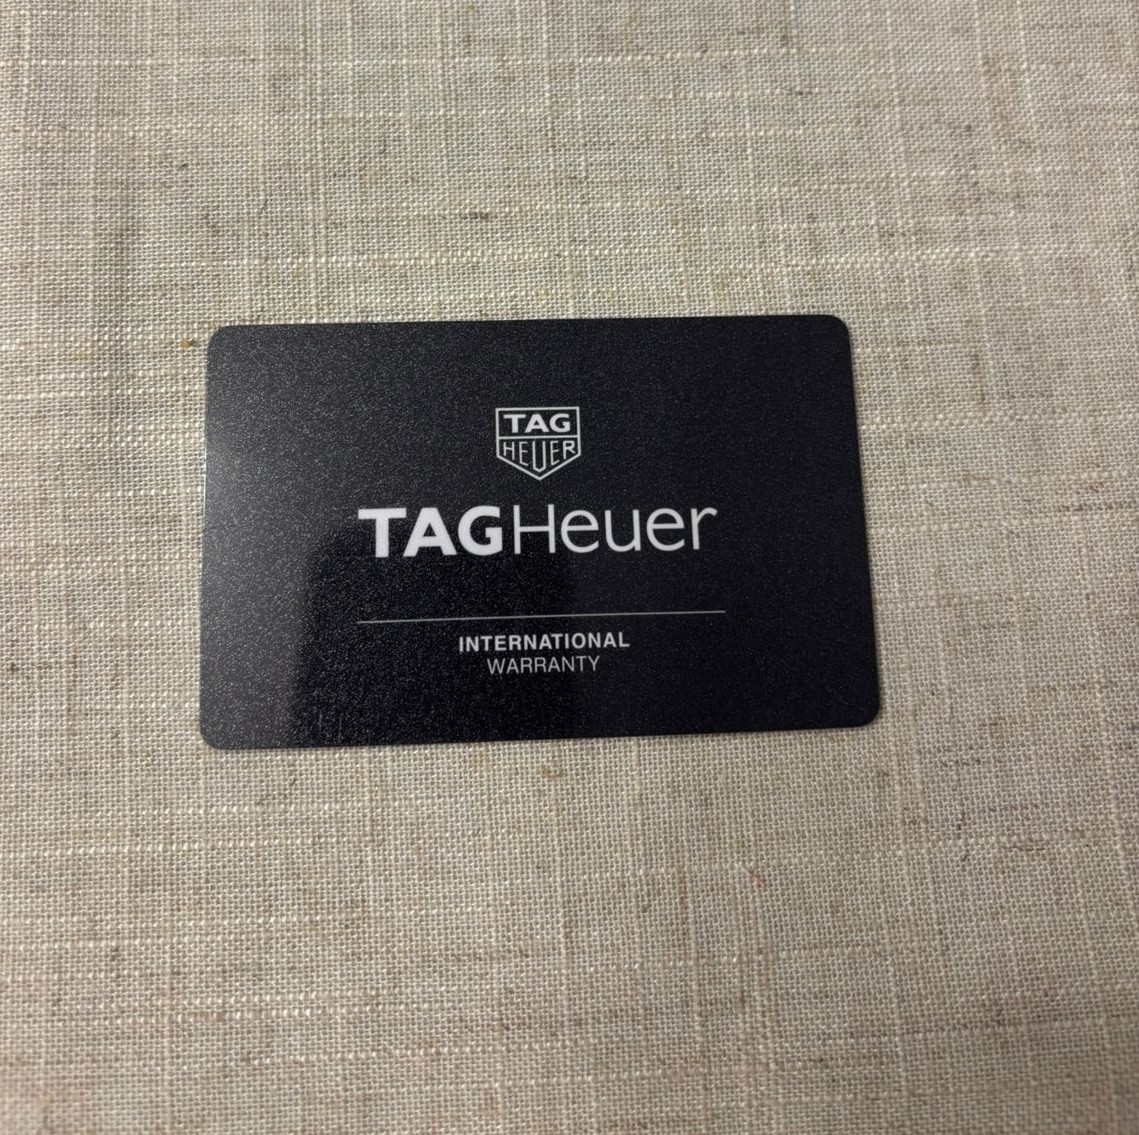 TAG
HEUER
TAGHeuer
INTERNATIONAL
WARRANTY